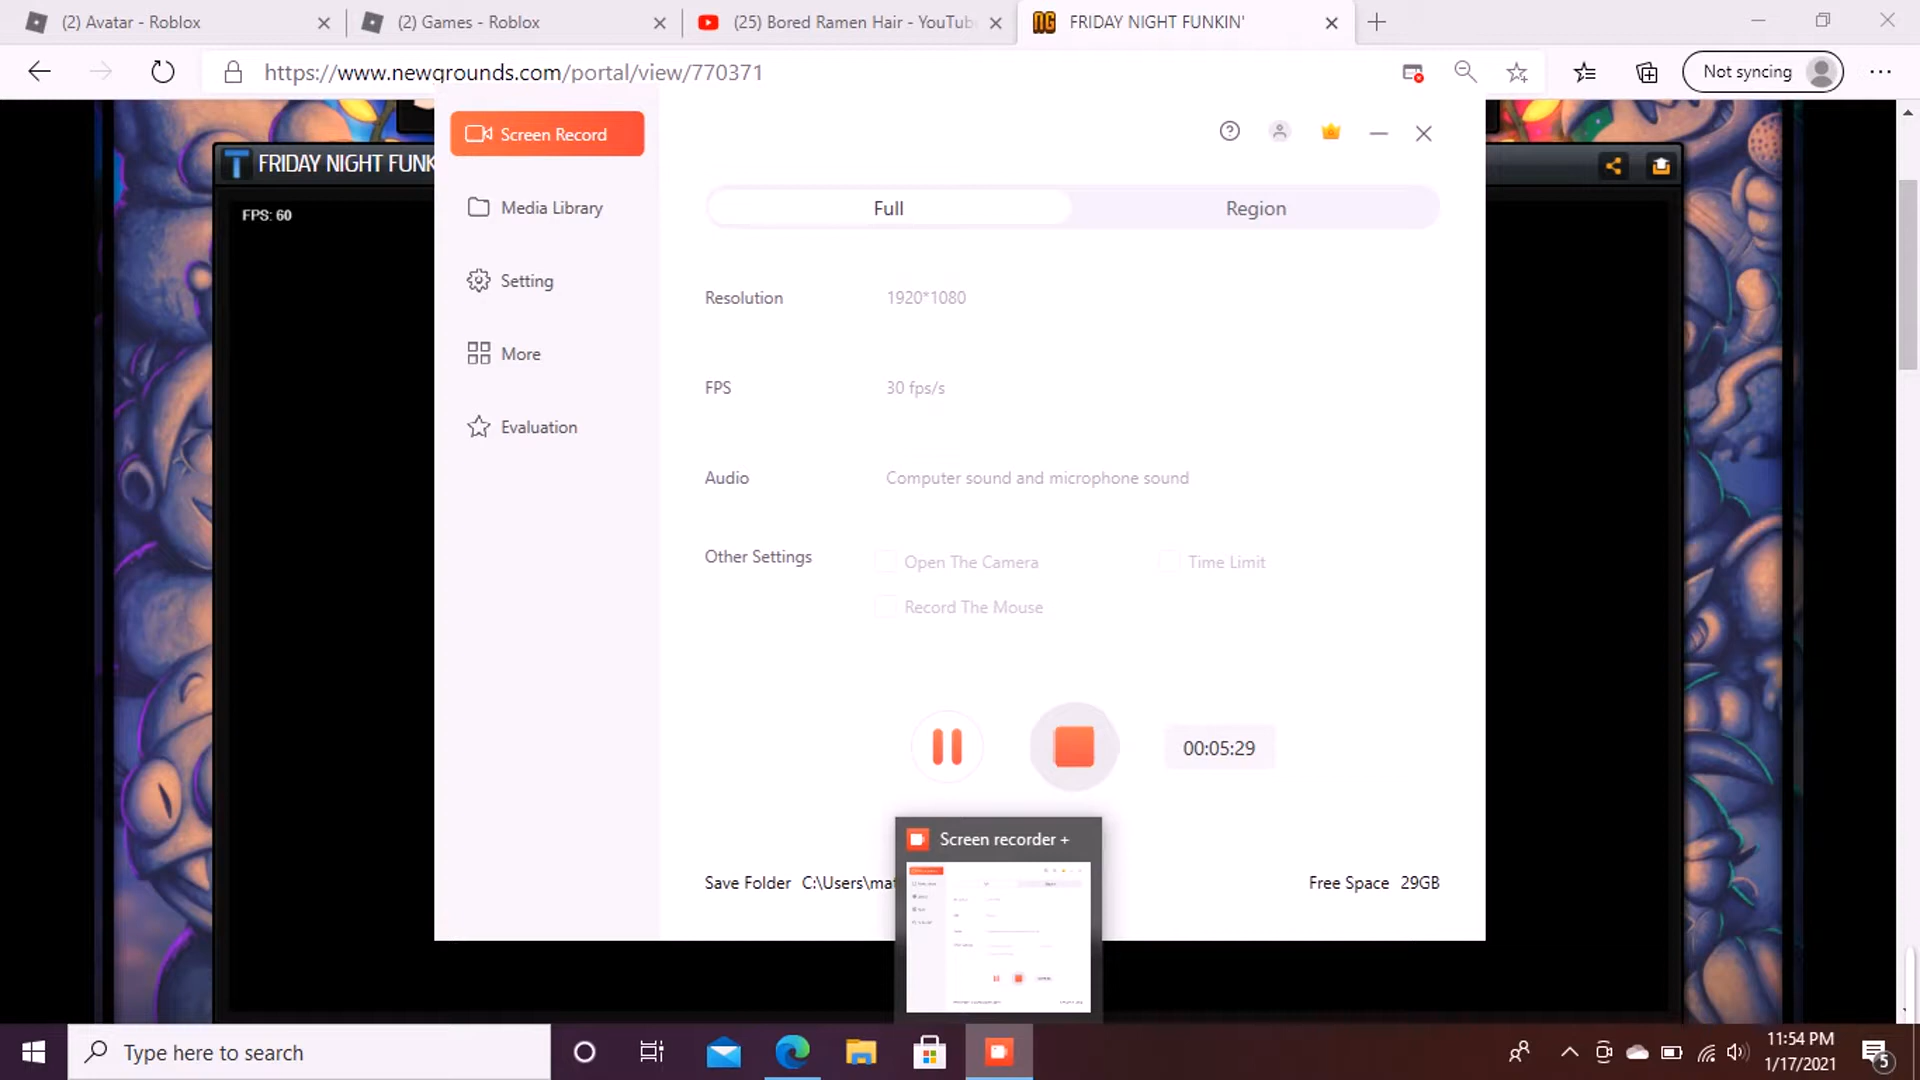 (2) Avatar - Roblox
(2) Games - Roblox
(25) Bored Ramen Hair - YouTub
FRIDAY NIGHT FUNKIN'
https://www.newgrounds.com/portal/view/770371
Not syncing
FRIDAY NIGHT FUNK
FPS: 60
Screen Record
Media Library
Setting
More
Evaluation
Full
Region
Resolution 1920*1080
FPS 30 fps/s
Audio Computer sound and microphone sound
Other Settings Open The Camera Time Limit
Record The Mouse
00:05:29
Screen recorder +
Save Folder C:\Users\mat
Free Space 29GB
Type here to search
11:54 PM
1/17/2021
5